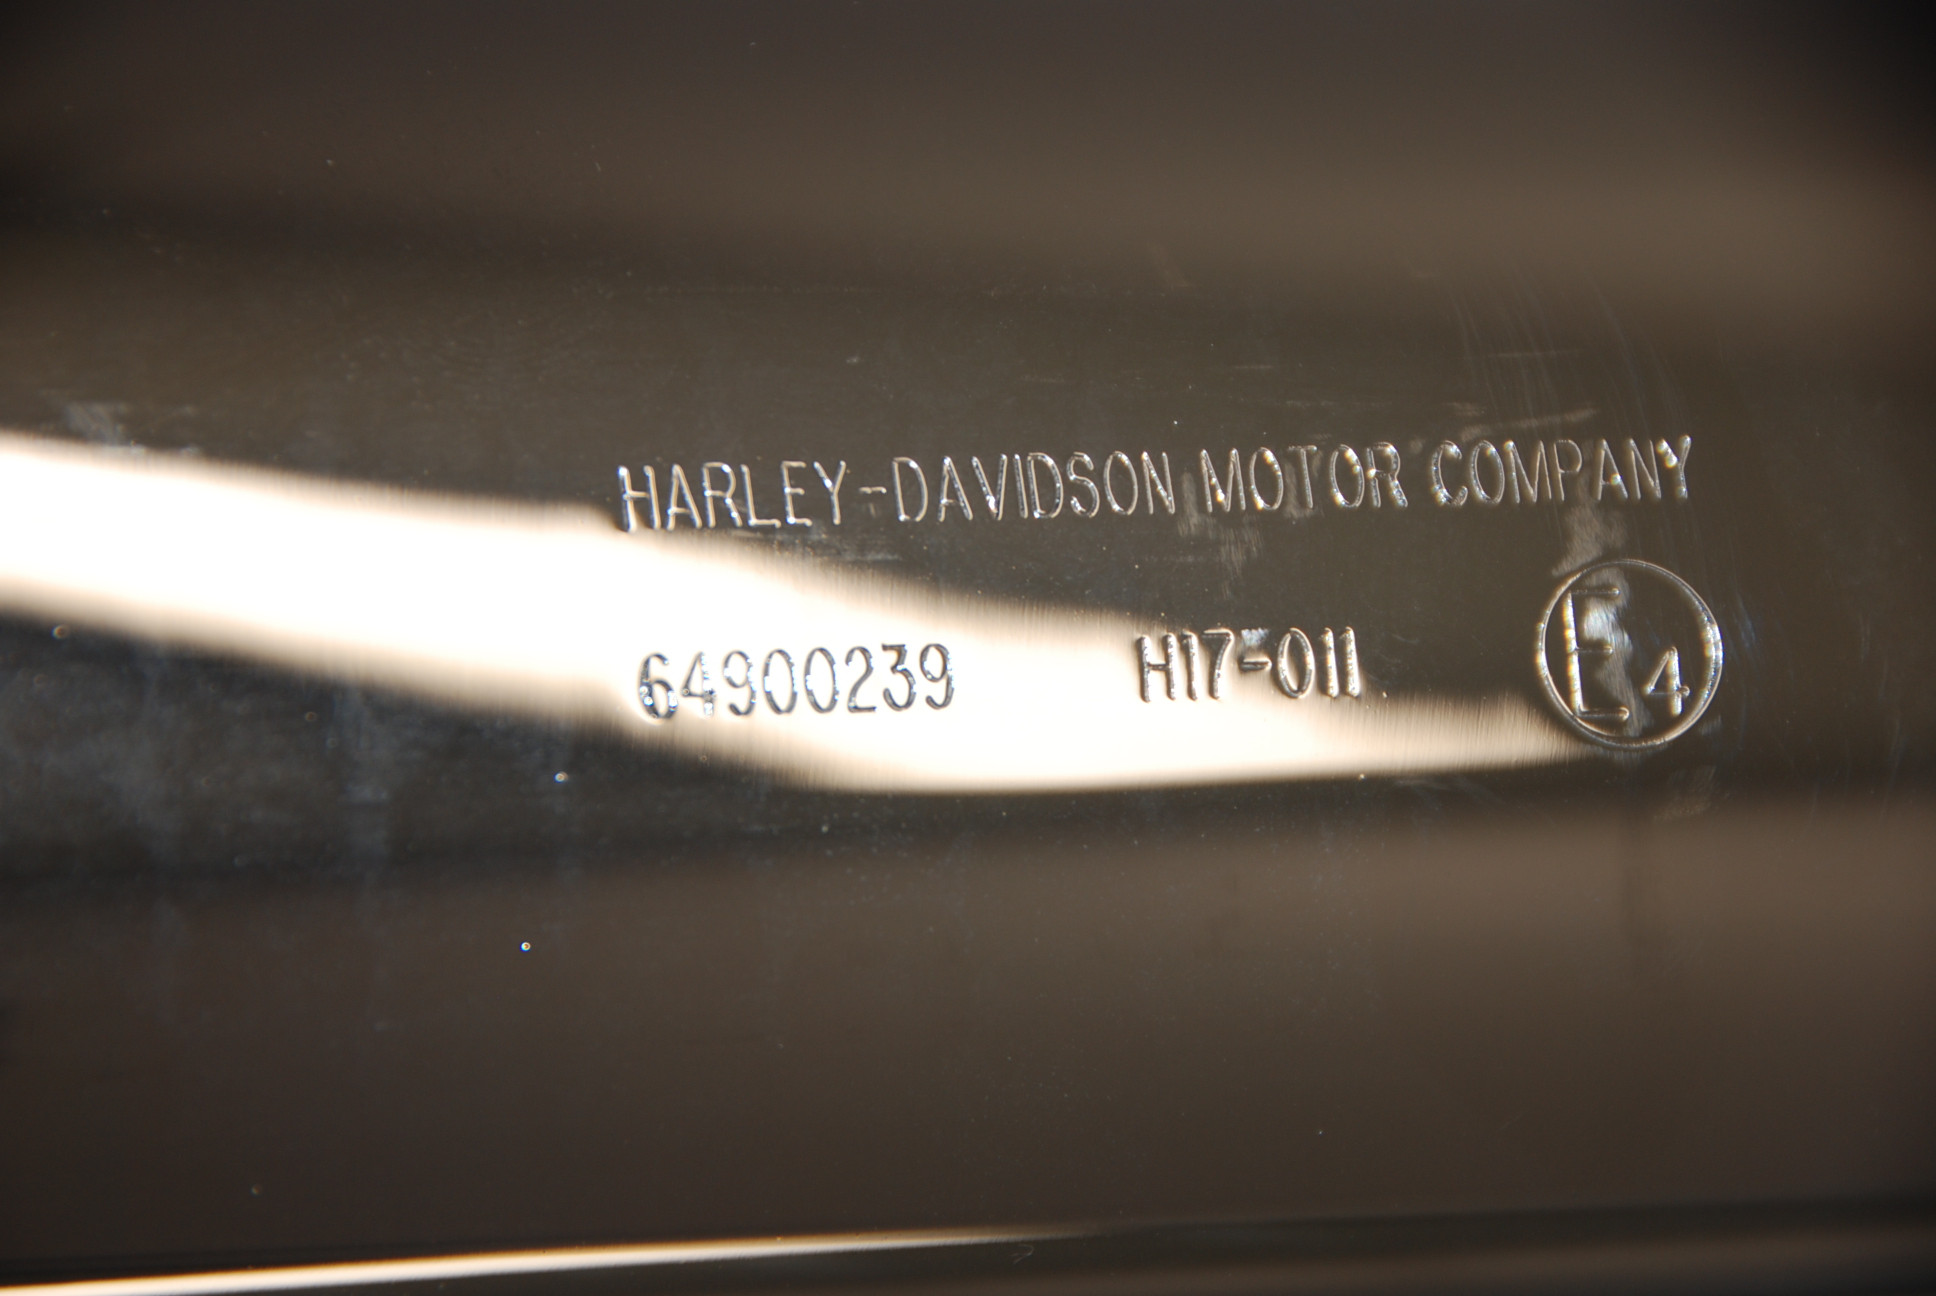 HARLEY-DAVIDSON MOTOR COMPANY
64900239 H17-011 E4